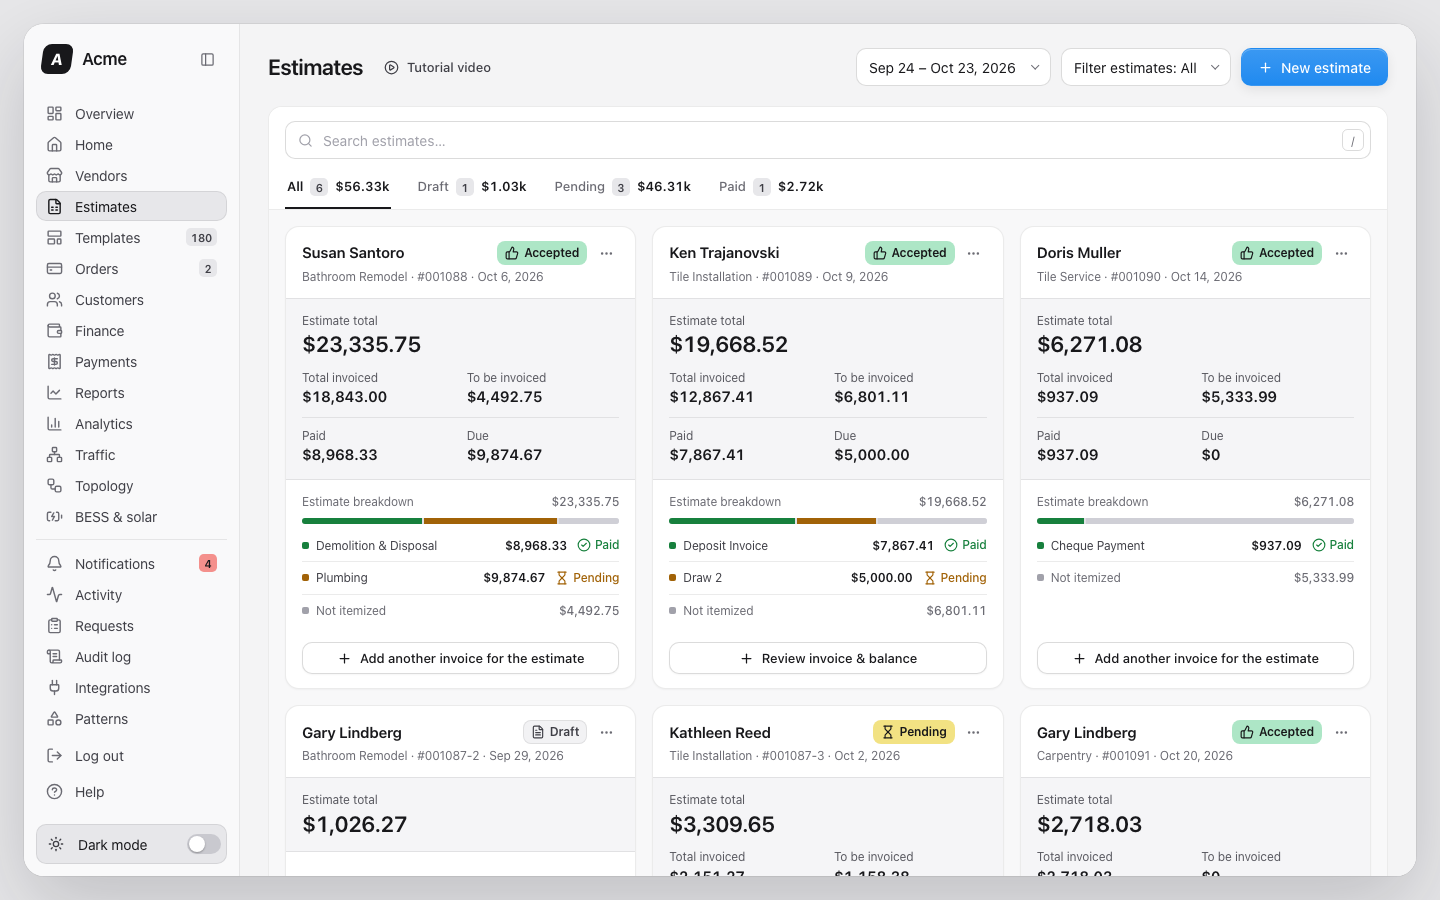 A Acme
Overview
Home
Vendors
Estimates
Templates 180
Orders 2
Customers
Finance
Payments
Reports
Analytics
Traffic
Topology
BESS & solar
Notifications 4
Activity
Requests
Audit log
Integrations
Patterns
Log out
Help
Dark mode
Estimates Tutorial video Sep 24 – Oct 23, 2026 Filter estimates: All + New estimate
Search estimates... /
All 6 $56.33k Draft 1 $1.03k Pending 3 $46.31k Paid 1 $2.72k
Susan Santoro Accepted
Bathroom Remodel · #001088 · Oct 6, 2026
Estimate total
$23,335.75
Total invoiced To be invoiced
$18,843.00 $4,492.75
Paid Due
$8,968.33 $9,874.67
Estimate breakdown $23,335.75
Demolition & Disposal $8,968.33 Paid
Plumbing $9,874.67 Pending
Not itemized $4,492.75
+ Add another invoice for the estimate
Ken Trajanovski Accepted
Tile Installation · #001089 · Oct 9, 2026
Estimate total
$19,668.52
Total invoiced To be invoiced
$12,867.41 $6,801.11
Paid Due
$7,867.41 $5,000.00
Estimate breakdown $19,668.52
Deposit Invoice $7,867.41 Paid
Draw 2 $5,000.00 Pending
Not itemized $6,801.11
+ Review invoice & balance
Doris Muller Accepted
Tile Service · #001090 · Oct 14, 2026
Estimate total
$6,271.08
Total invoiced To be invoiced
$937.09 $5,333.99
Paid Due
$937.09 $0
Estimate breakdown $6,271.08
Cheque Payment $937.09 Paid
Not itemized $5,333.99
+ Add another invoice for the estimate
Gary Lindberg Draft
Bathroom Remodel · #001087-2 · Sep 29, 2026
Estimate total
$1,026.27
Kathleen Reed Pending
Tile Installation · #001087-3 · Oct 2, 2026
Estimate total
$3,309.65
Total invoiced To be invoiced
$2,151.27 $1,158.38
Gary Lindberg Accepted
Carpentry · #001091 · Oct 20, 2026
Estimate total
$2,718.03
Total invoiced To be invoiced
$2,718.03 $0